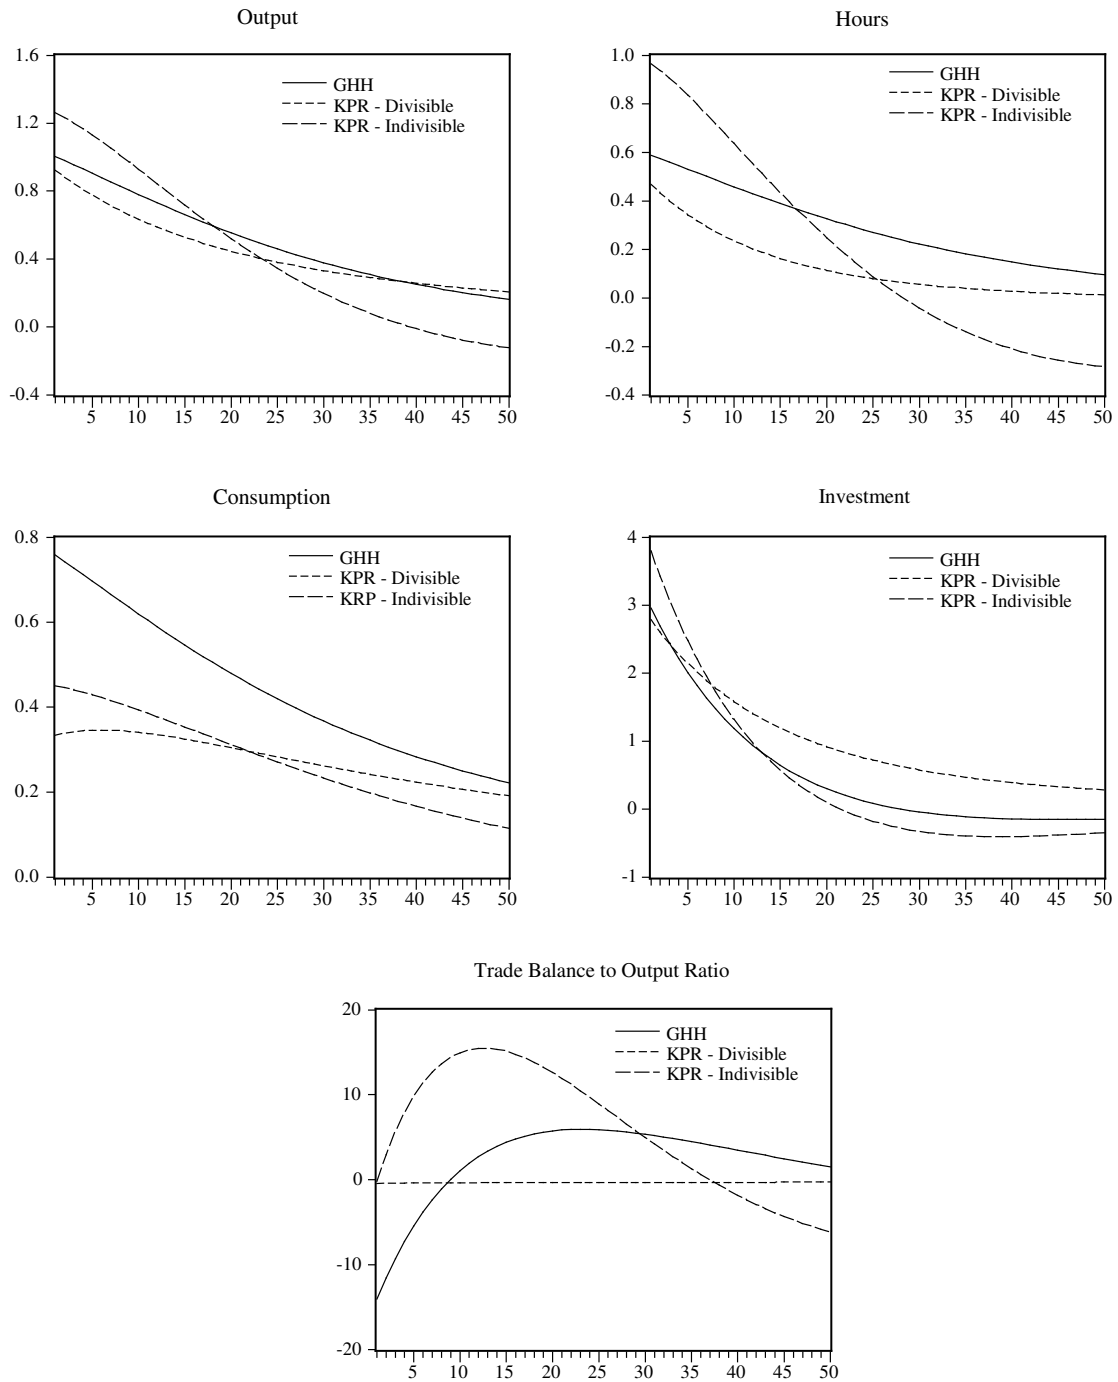 Output
1.6
1.2
0.8
0.4
0.0
-0.4
GHH
KPR - Divisible
KPR - Indivisible
5 10 15 20 25 30 35 40 45 50
Hours
1.0
0.8
0.6
0.4
0.2
0.0
-0.2
-0.4
GHH
KPR - Divisible
KPR - Indivisible
5 10 15 20 25 30 35 40 45 50
Consumption
0.8
0.6
0.4
0.2
0.0
GHH
KPR - Divisible
KRP - Indivisible
5 10 15 20 25 30 35 40 45 50
Investment
4
3
2
1
0
-1
GHH
KPR - Divisible
KPR - Indivisible
5 10 15 20 25 30 35 40 45 50
Trade Balance to Output Ratio
20
10
0
-10
-20
GHH
KPR - Divisible
KPR - Indivisible
5 10 15 20 25 30 35 40 45 50